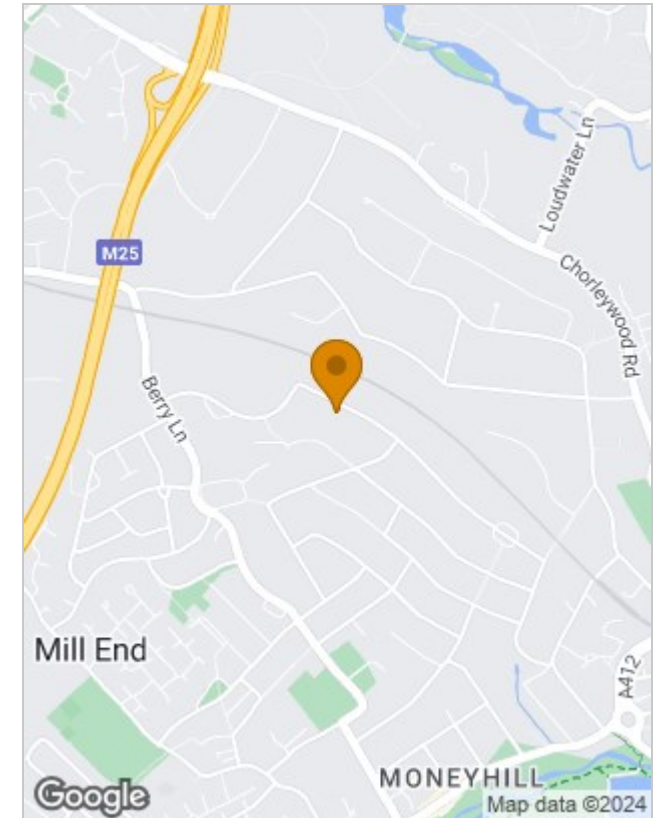 Loudwater Ln
M25
Chorleywood Rd
Berry Ln
Mill End
A412
MONEYHILL
Google
Map data ©2024